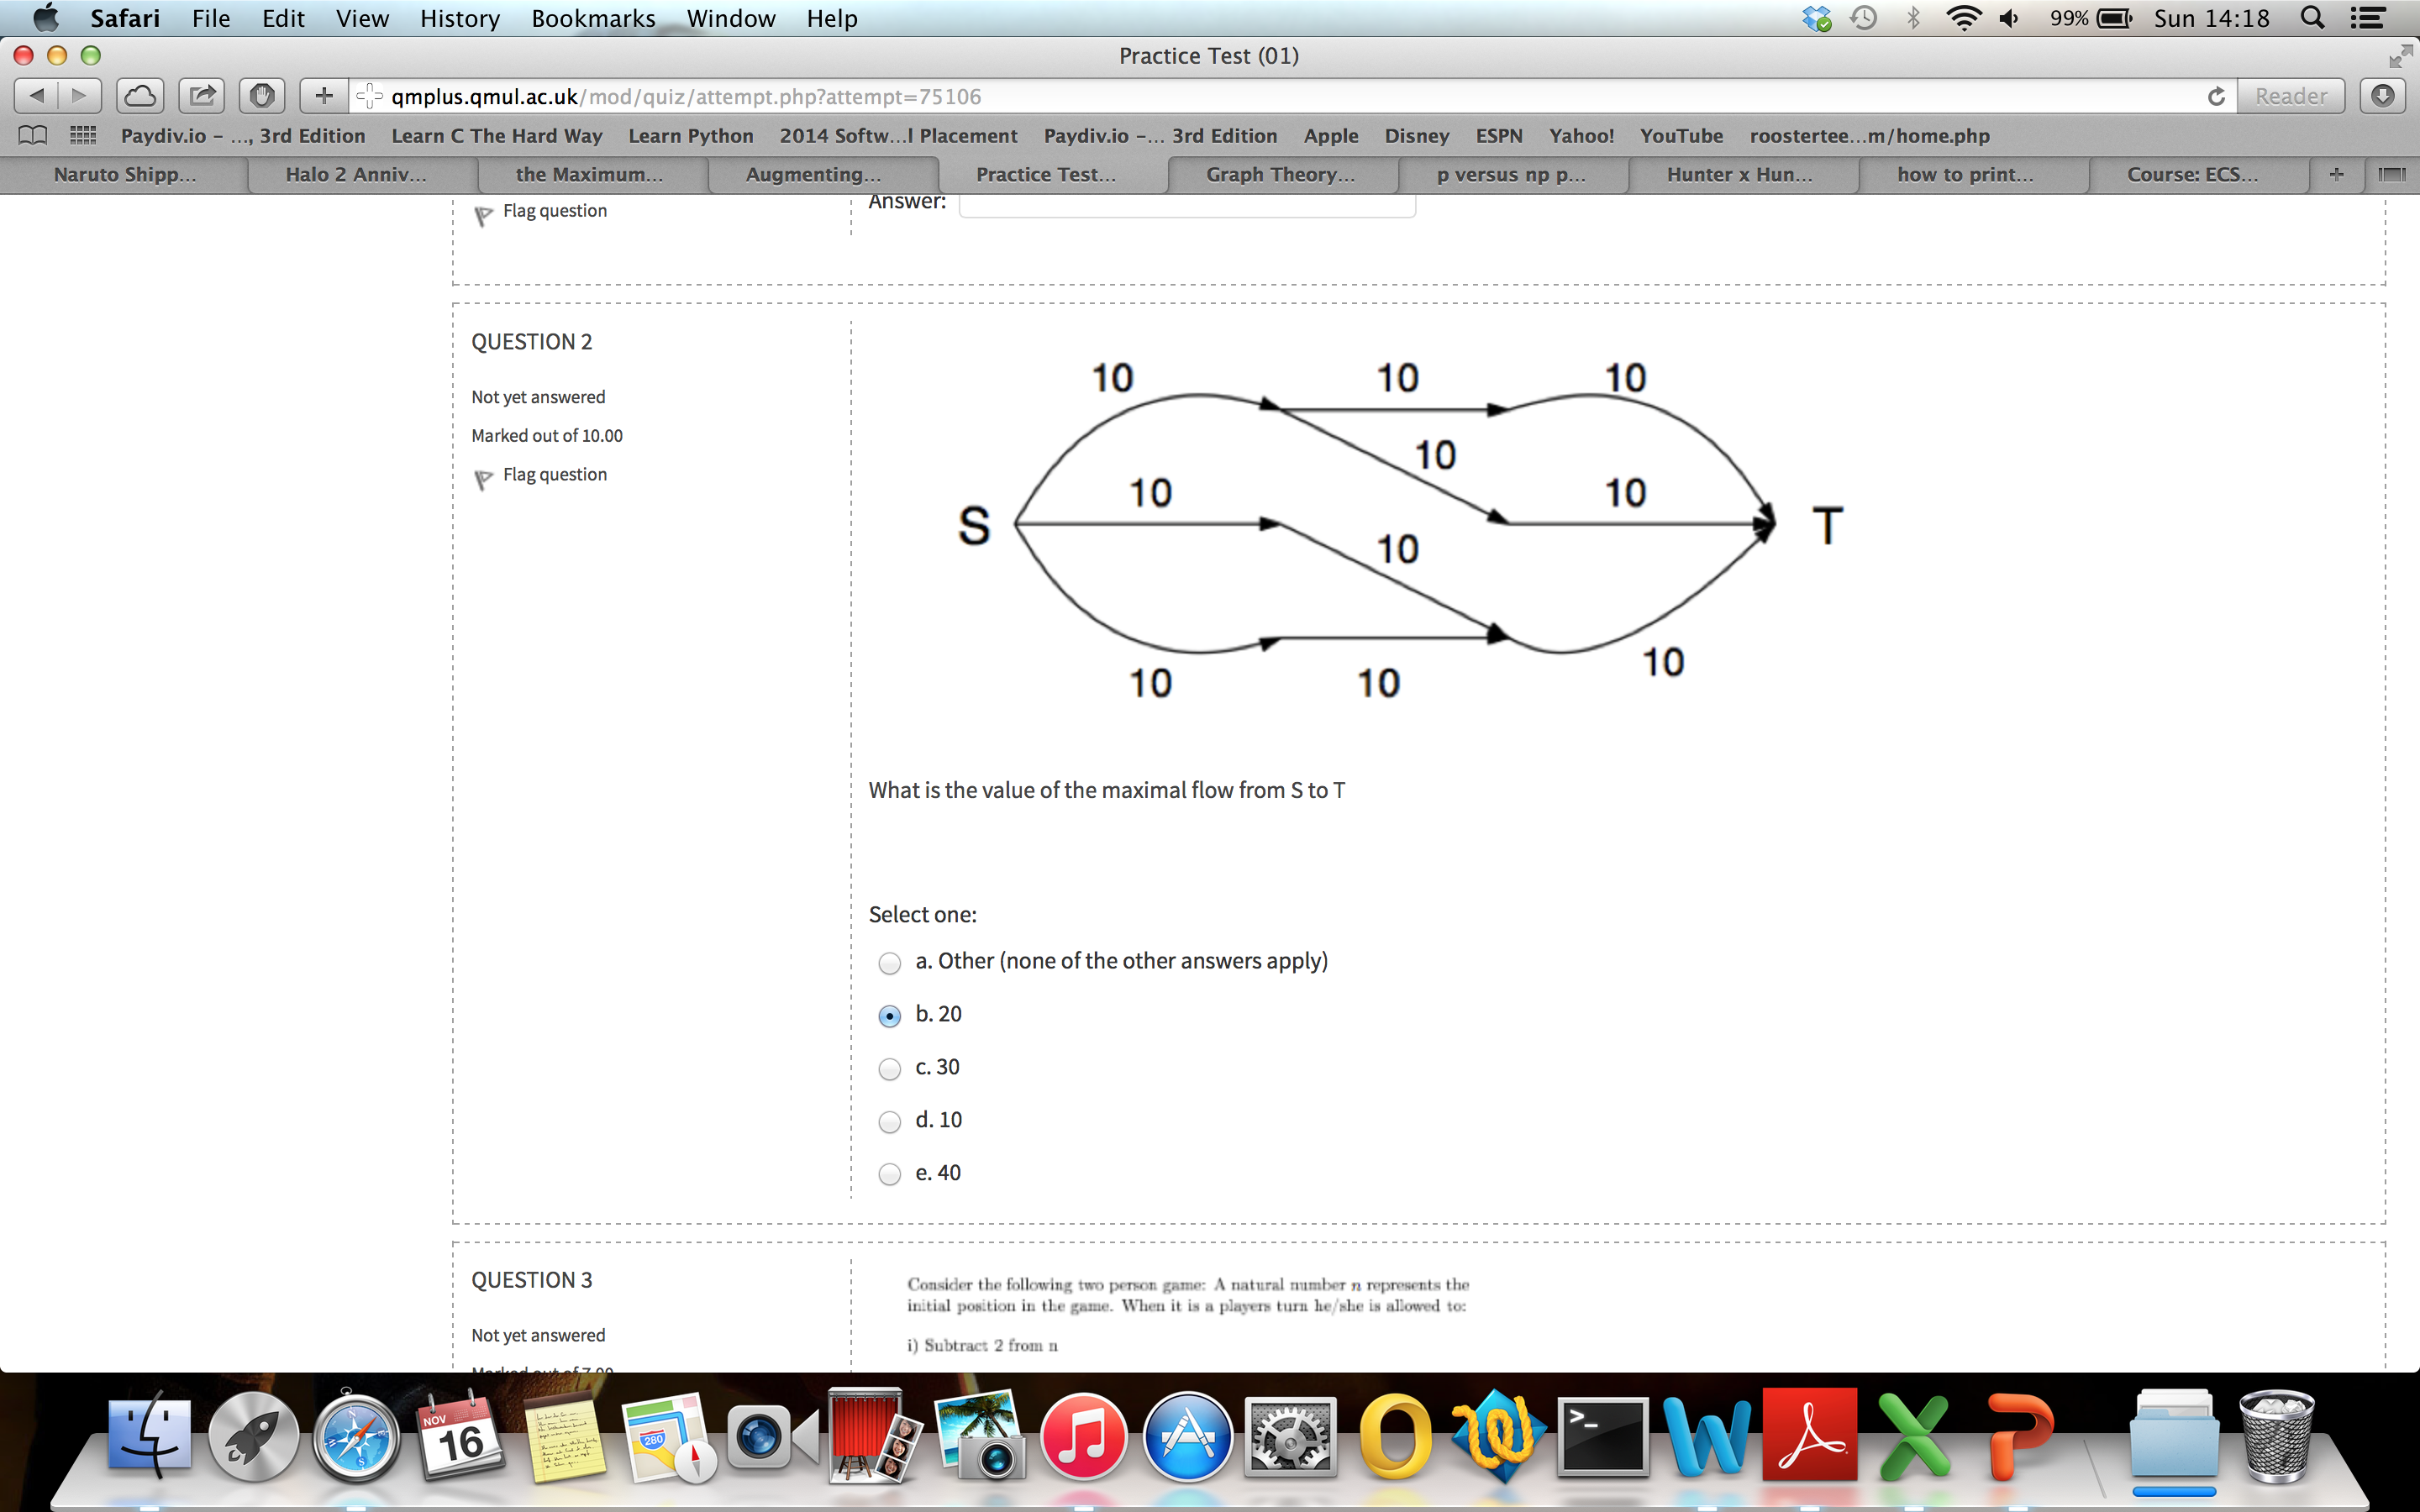 Safari File Edit View History Bookmarks Window Help 99% Sun 14:18
Practice Test (01)
qmplus.qmul.ac.uk/mod/quiz/attempt.php?attempt=75106 Reader
Paydiv.io – ..., 3rd Edition Learn C The Hard Way Learn Python 2014 Softw...l Placement Paydiv.io –... 3rd Edition Apple Disney ESPN Yahoo! YouTube roostertee...m/home.php
Naruto Shipp... Halo 2 Anniv... the Maximum... Augmenting... Practice Test... Graph Theory... p versus np p... Hunter x Hun... how to print... Course: ECS...
Flag question
Answer:
QUESTION 2
Not yet answered
Marked out of 10.00
Flag question
10 10 10
10
10 10
S T
10
10
10 10
What is the value of the maximal flow from S to T
Select one:
a. Other (none of the other answers apply)
b. 20
c. 30
d. 10
e. 40
QUESTION 3
Not yet answered
Marked out of 7.00
Consider the following two person game: A natural number n represents the
initial position in the game. When it is a players turn he/she is allowed to:
i) Subtract 2 from n
NOV
16
280